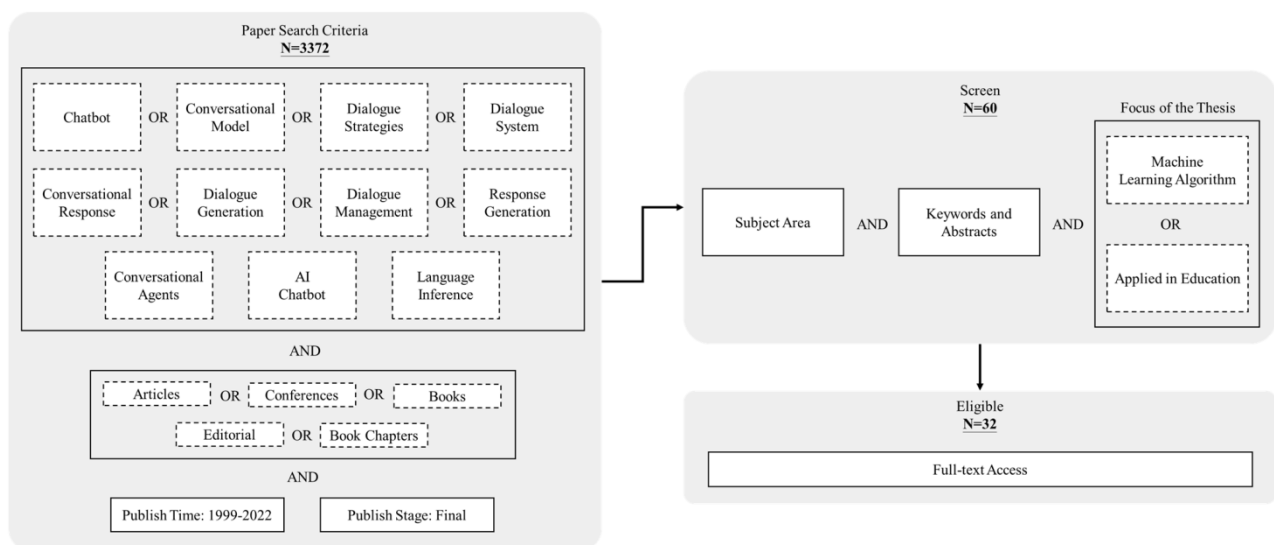 Paper Search Criteria
N=3372
Chatbot OR Conversational Model OR Dialogue Strategies OR Dialogue System
Conversational Response OR Dialogue Generation OR Dialogue Management OR Response Generation
Conversational Agents
AI Chatbot
Language Inference
AND
Articles OR Conferences OR Books
Editorial OR Book Chapters
AND
Publish Time: 1999-2022
Publish Stage: Final
Screen
N=60
Focus of the Thesis
Subject Area AND Keywords and Abstracts AND
Machine
Learning Algorithm
OR
Applied in Education
Eligible
N=32
Full-text Access